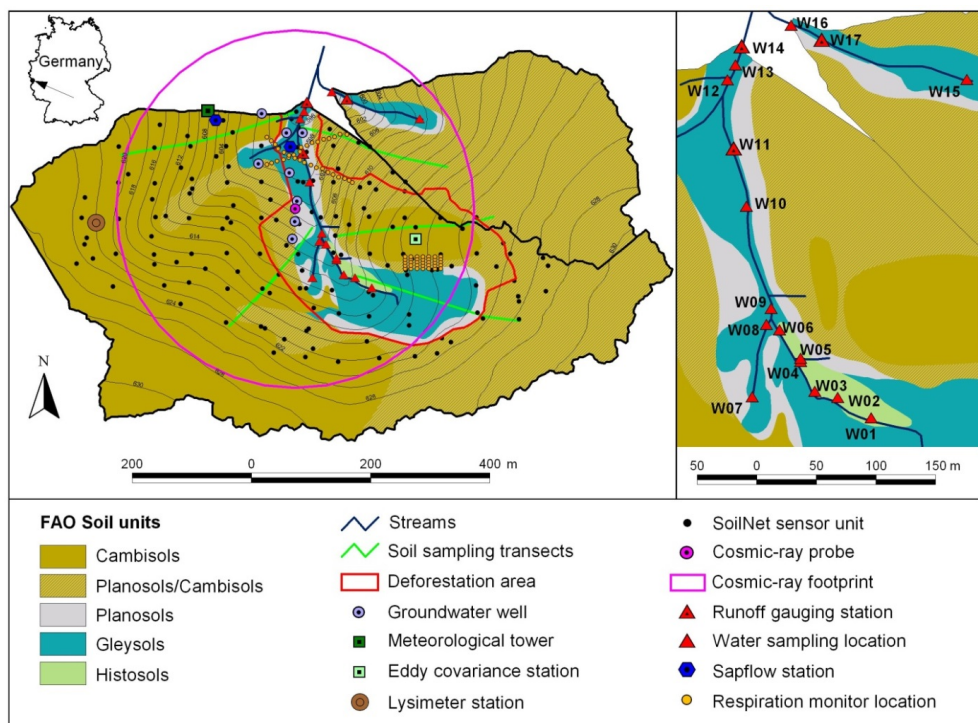 Germany
N
200 0 200 400 m
W16
W14
W17
W13
W12
W15
W11
W10
W09
W08
W06
W05
W04
W03
W02
W07
W01
50 0 50 100 150 m
FAO Soil units
Cambisols
Planosols/Cambisols
Planosols
Gleysols
Histosols
Streams
Soil sampling transects
Deforestation area
Groundwater well
Meteorological tower
Eddy covariance station
Lysimeter station
SoilNet sensor unit
Cosmic-ray probe
Cosmic-ray footprint
Runoff gauging station
Water sampling location
Sapflow station
Respiration monitor location